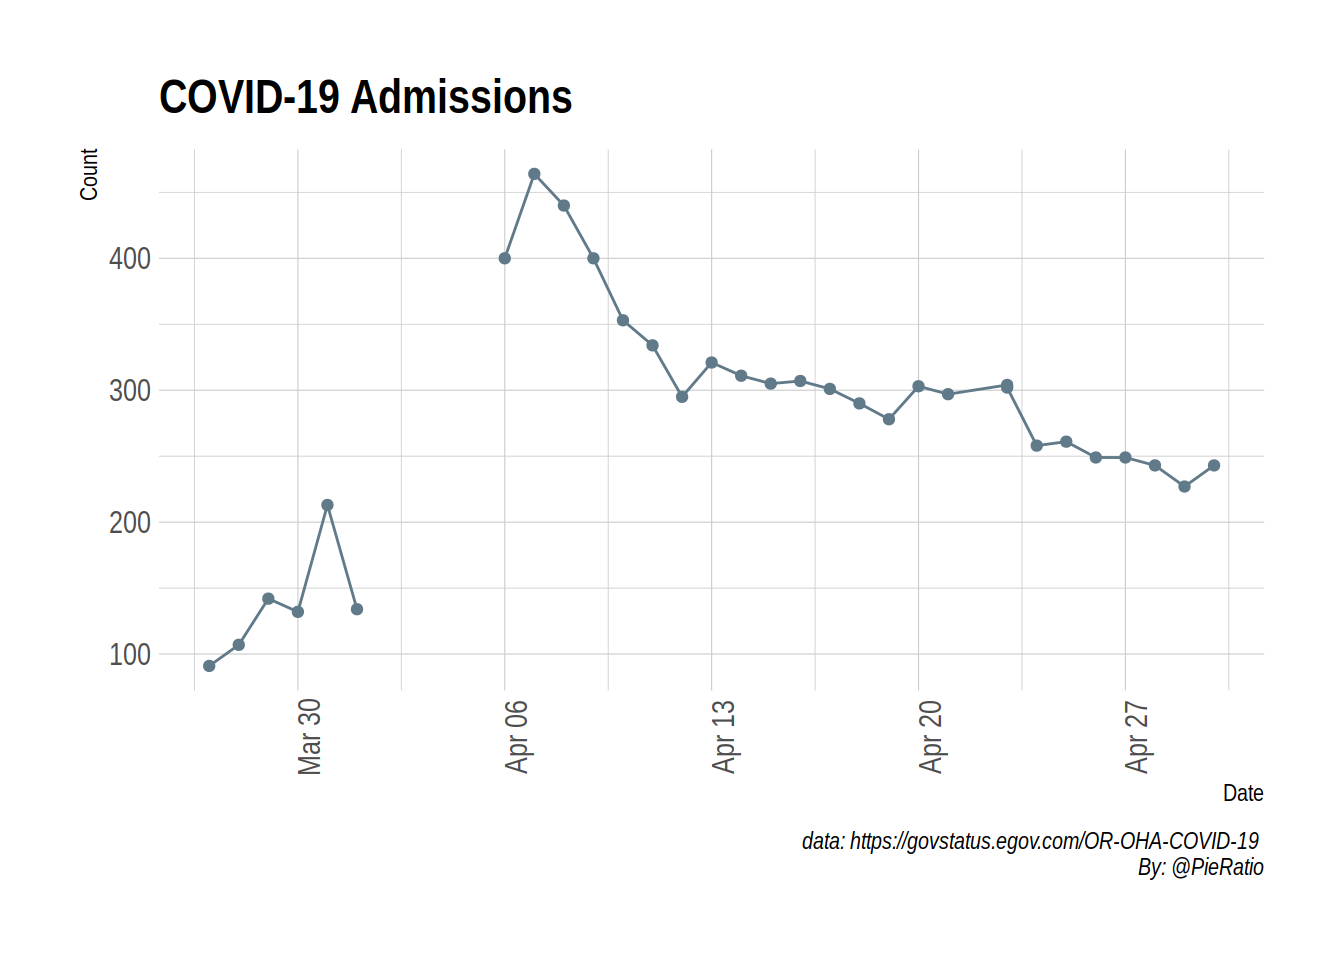 COVID-19 Admissions
Count
400
300
200
100
Mar 30
Apr 06
Apr 13
Apr 20
Apr 27
Date
data: https://govstatus.egov.com/OR-OHA-COVID-19
By: @PieRatio